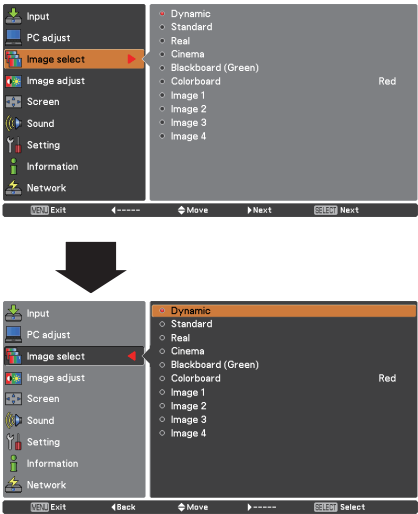 Input
PC adjust
Image select
Image adjust
Screen
Sound
Setting
Information
Network
Dynamic
Standard
Real
Cinema
Blackboard (Green)
Colorboard Red
Image 1
Image 2
Image 3
Image 4
MENU Exit ----- Move Next SELECT Next
Input
PC adjust
Image select
Image adjust
Screen
Sound
Setting
Information
Network
Dynamic
Standard
Real
Cinema
Blackboard (Green)
Colorboard Red
Image 1
Image 2
Image 3
Image 4
MENU Exit Back Move ----- SELECT Select